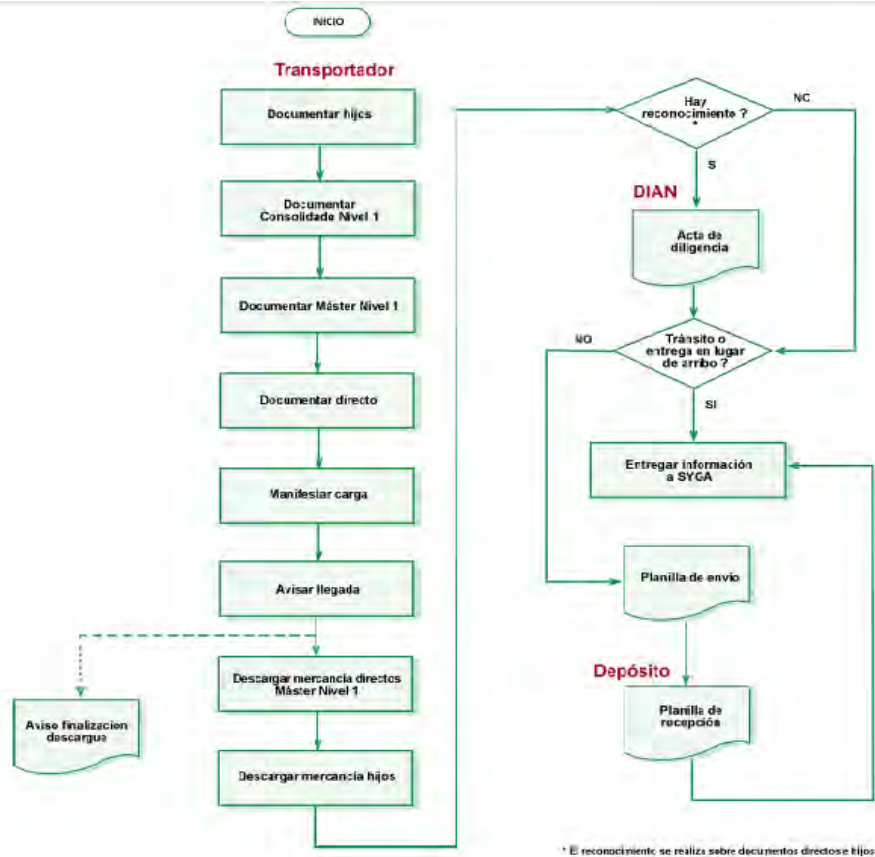 INICIO
Transportador
Documentar hijos
Documentar
Consolidade Nivel 1
Documentar Máster Nivel 1
Documentar directo
Manifestar carga
Avisar llegada
Descargar mercancía directos
Máster Nivel 1
Aviso finalizacion
descargue
Descargar mercancía hijos
Hay
reconocimiento ?
*
NO
S
DIAN
Acta de
diligencia
NO
Tránsito o
entrega en lugar
de arribo ?
SI
Entregar información
a SYGA
Planilla de envío
Depósito
Planilla de
recepción
* El reconocimiento se realiza sobre documentos directos e hijos